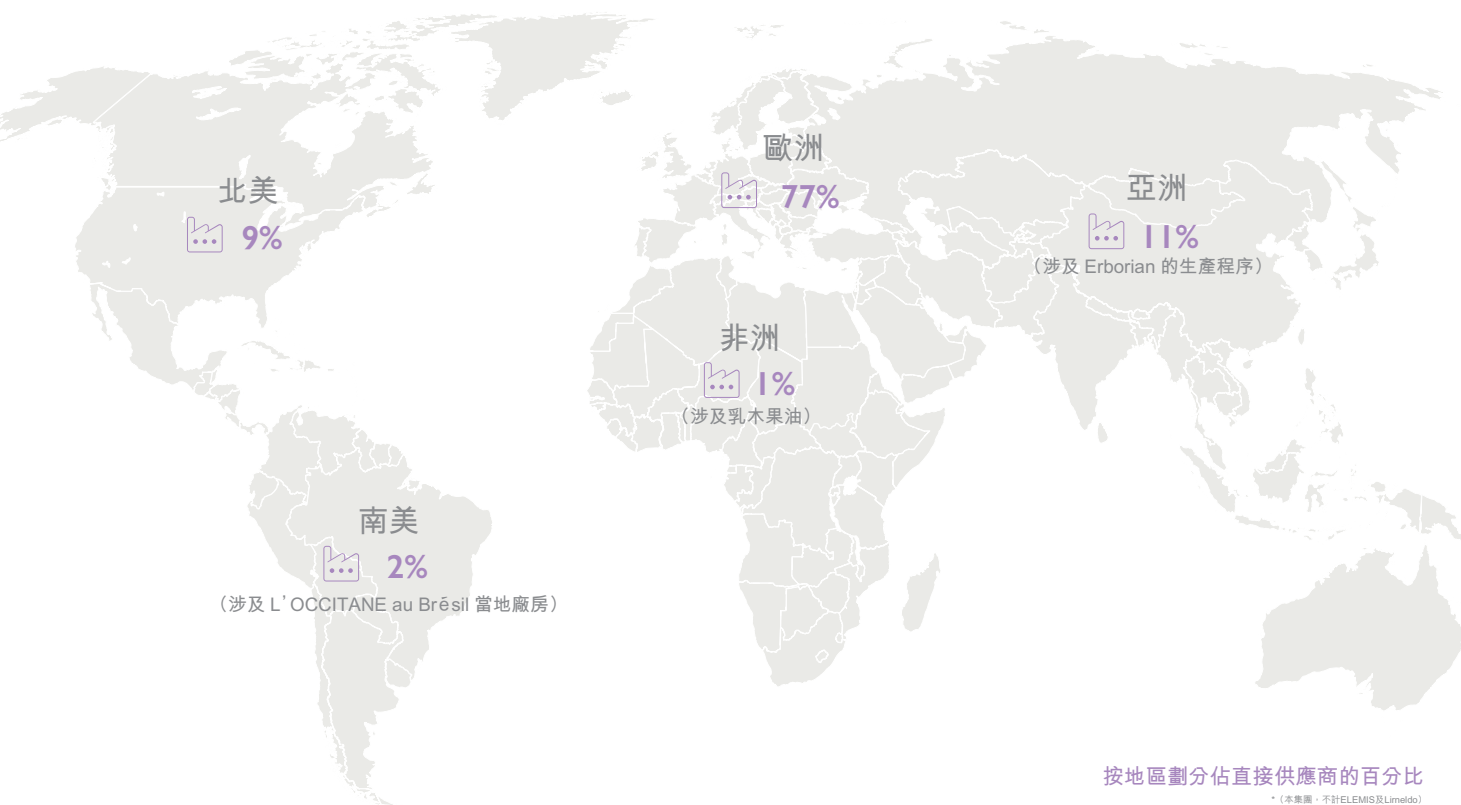 北美
9%
歐洲
77%
亞洲
11%
（涉及 Erborian 的生產程序）
非洲
1%
（涉及乳木果油）
南美
2%
（涉及 L'OCCITANE au Brésil 當地廠房）
按地區劃分佔直接供應商的百分比
*（本集團，不計ELEMIS及Limeldo）